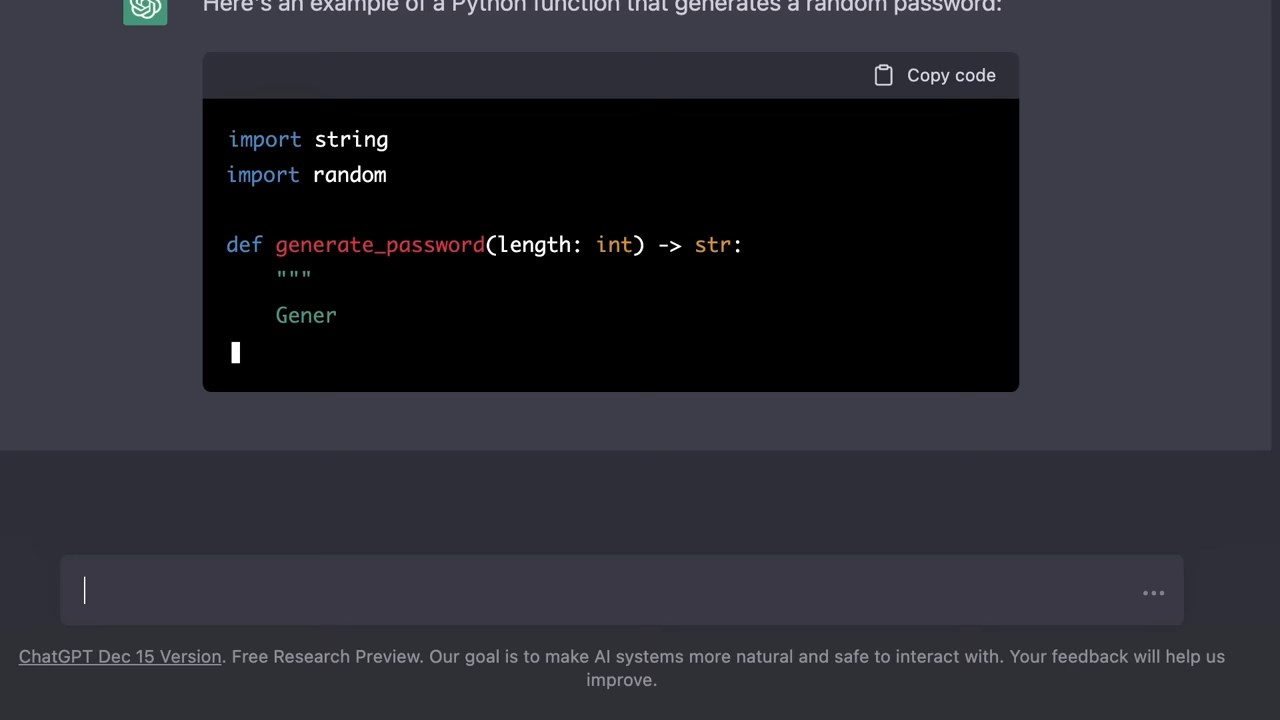 Here's an example of a Python function that generates a random password:
Copy code
import string
import random
def generate_password(length: int) -> str:
"""
Gener
ChatGPT Dec 15 Version. Free Research Preview. Our goal is to make AI systems more natural and safe to interact with. Your feedback will help us
improve.